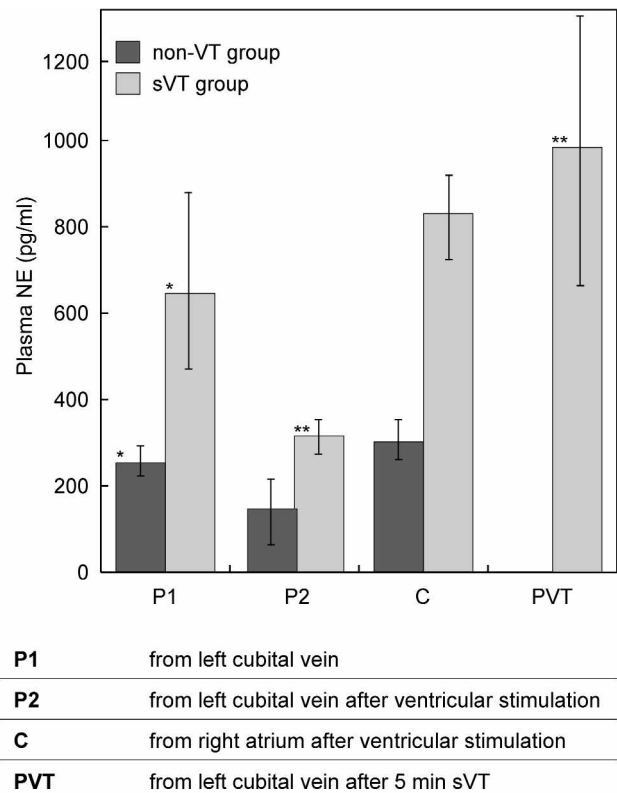 non-VT group
sVT group
Plasma NE (pg/ml)
1200
1000
800
600
400
200
0
*
*
**
**
P1
P2
C
PVT
P1 from left cubital vein
P2 from left cubital vein after ventricular stimulation
C from right atrium after ventricular stimulation
PVT from left cubital vein after 5 min sVT